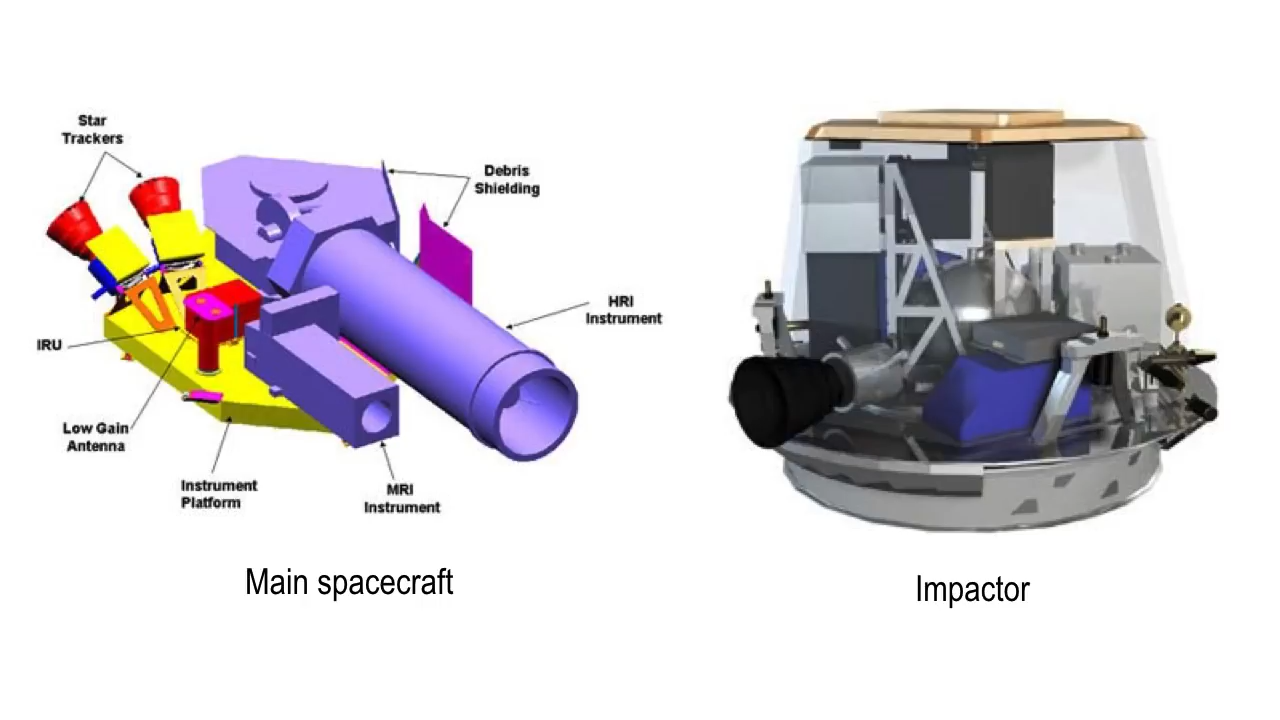 Star
Trackers
Debris
Shielding
HRI
Instrument
IRU
Low Gain
Antenna
Instrument
Platform
MRI
Instrument
Main spacecraft
Impactor